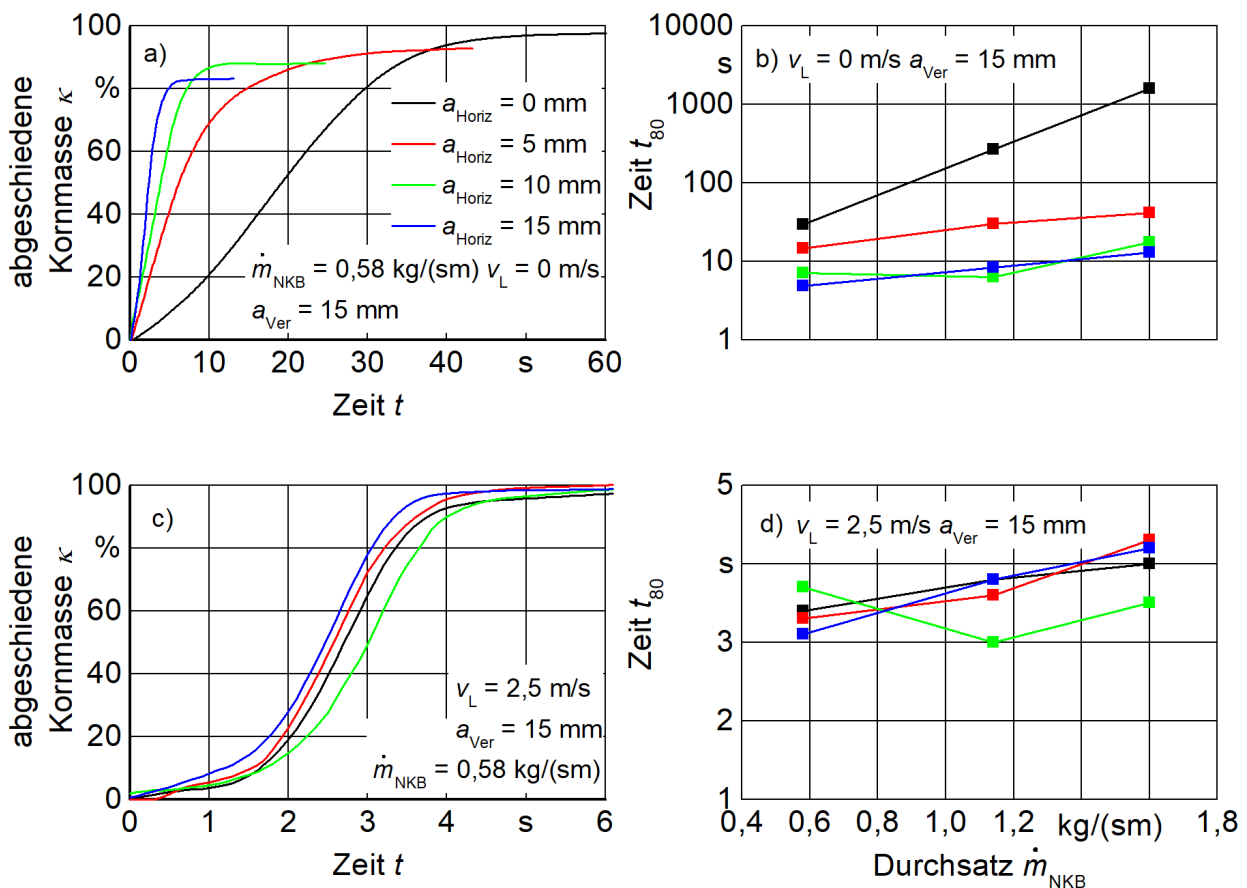 a)
100
%
60
40
20
0
abgeschiedene
Kornmasse κ
a_Horiz = 0 mm
a_Horiz = 5 mm
a_Horiz = 10 mm
a_Horiz = 15 mm
ṁ_NKB = 0,58 kg/(sm) v_L = 0 m/s
a_Ver = 15 mm
0 10 20 30 40 s 60
Zeit t
b) v_L = 0 m/s a_Ver = 15 mm
10000
s
1000
100
10
1
Zeit t_80
c)
100
%
60
40
20
0
abgeschiedene
Kornmasse κ
v_L = 2,5 m/s
a_Ver = 15 mm
ṁ_NKB = 0,58 kg/(sm)
0 1 2 3 4 s 6
Zeit t
d) v_L = 2,5 m/s a_Ver = 15 mm
5
s
3
2
1
Zeit t_80
0,4 0,6 0,8 1,0 1,2 kg/(sm) 1,8
Durchsatz ṁ_NKB